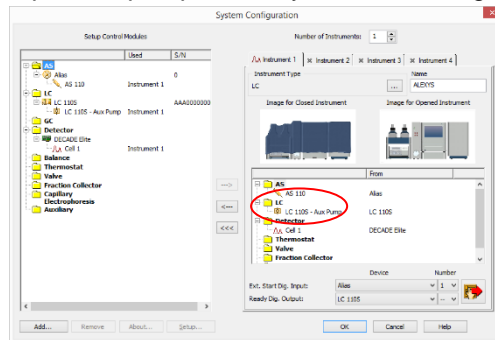 System Configuration
Setup Control Modules
Used S/N
AS
Alias 0
AS 110 Instrument 1
LC
LC 110S AAA0000000
LC 110S - Aux Pump Instrument 1
GC
Detector
DECADE Elite
Cell 1 Instrument 1
Balance
Thermostat
Valve
Fraction Collector
Capillary
Electrophoresis
Auxiliary
--->
<---
<<<
Add... Remove About... Setup...
Number of Instruments: 1
Instrument 1 Instrument 2 Instrument 3 Instrument 4
Instrument Type Name
LC ... ALEXYS
Image for Closed Instrument Image for Opened Instrument
From
AS
AS 110 Alias
LC
LC 110S - Aux Pump LC 110S
Detector
Cell 1 DECADE Elite
Thermostat
Valve
Fraction Collector
Device Number
Ext. Start Dig. Input: Alias 1
Ready Dig. Output: LC 110S --
OK Cancel Help